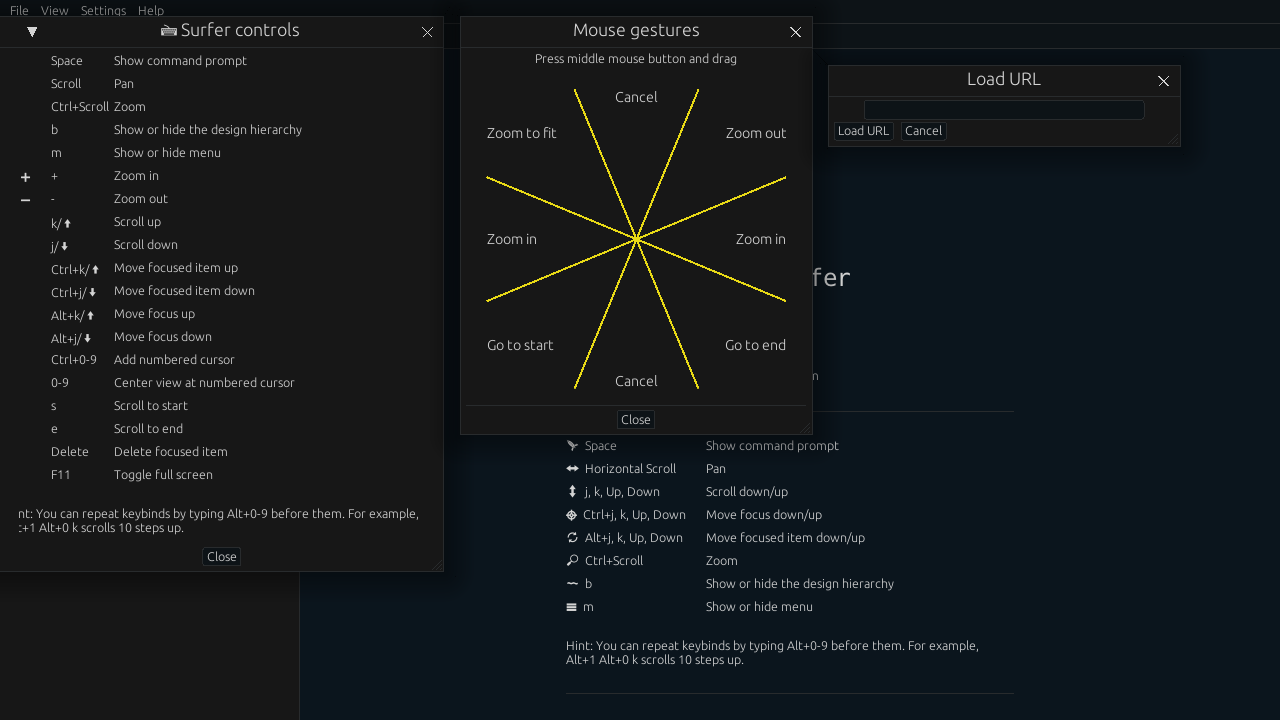 File View Settings Help
Surfer controls
Space Show command prompt
Scroll Pan
Ctrl+Scroll Zoom
b Show or hide the design hierarchy
m Show or hide menu
+ Zoom in
- Zoom out
k/ Scroll up
j/ Scroll down
Ctrl+k/ Move focused item up
Ctrl+j/ Move focused item down
Alt+k/ Move focus up
Alt+j/ Move focus down
Ctrl+0-9 Add numbered cursor
0-9 Center view at numbered cursor
s Scroll to start
e Scroll to end
Delete Delete focused item
F11 Toggle full screen
nt: You can repeat keybinds by typing Alt+0-9 before them. For example,
+1 Alt+0 k scrolls 10 steps up.
Close
Mouse gestures
Press middle mouse button and drag
Cancel
Zoom to fit Zoom out
Zoom in Zoom in
Go to start Go to end
Cancel
Close
Load URL
Load URL Cancel
fer
n
Space Show command prompt
Horizontal Scroll Pan
j, k, Up, Down Scroll down/up
Ctrl+j, k, Up, Down Move focus down/up
Alt+j, k, Up, Down Move focused item down/up
Ctrl+Scroll Zoom
b Show or hide the design hierarchy
m Show or hide menu
Hint: You can repeat keybinds by typing Alt+0-9 before them. For example,
Alt+1 Alt+0 k scrolls 10 steps up.